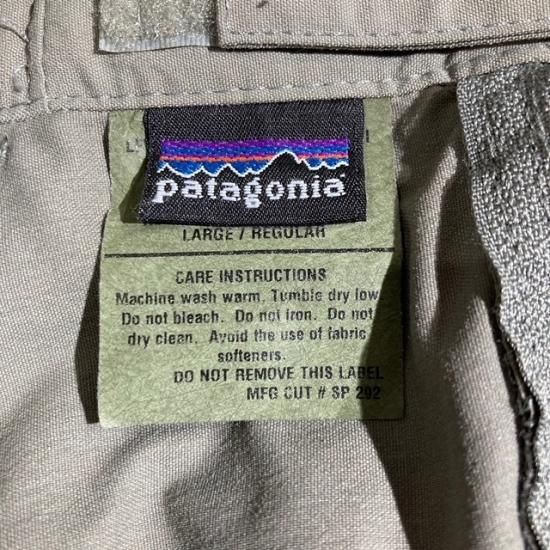 patagonia
LARGE / REGULAR
CARE INSTRUCTIONS
Machine wash warm. Tumble dry low
Do not bleach. Do not iron. Do not
dry clean. Avoid the use of fabric
softeners.
DO NOT REMOVE THIS LABEL
MFG CUT # SP 292